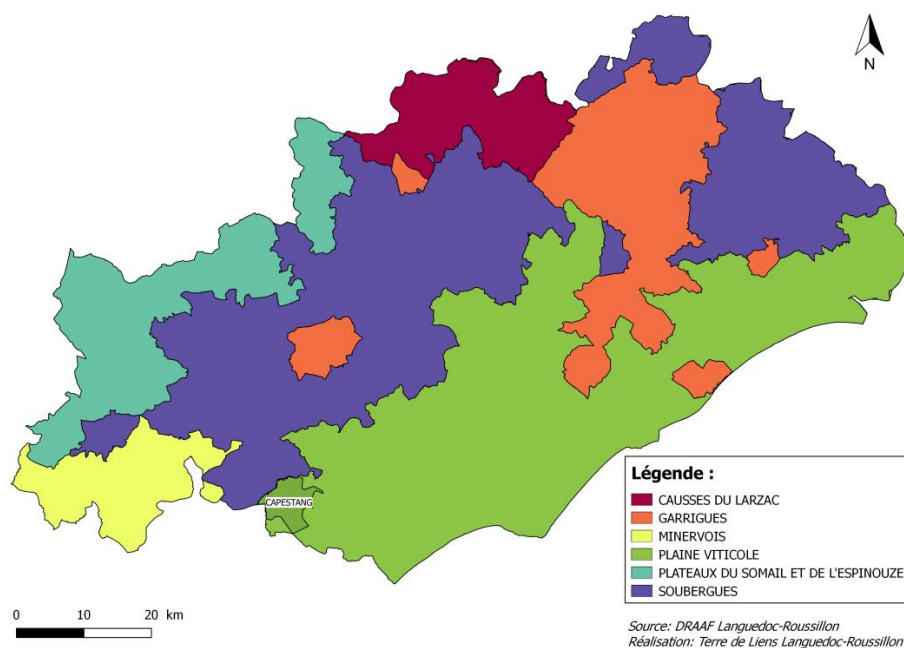 N
CAPESTANG
Légende :
CAUSSES DU LARZAC
GARRIGUES
MINERVOIS
PLAINE VITICOLE
PLATEAUX DU SOMAIL ET DE L'ESPINOUZE
SOUBERGUES
0 10 20 km
Source: DRAAF Languedoc-Roussillon
Réalisation: Terre de Liens Languedoc-Roussillon